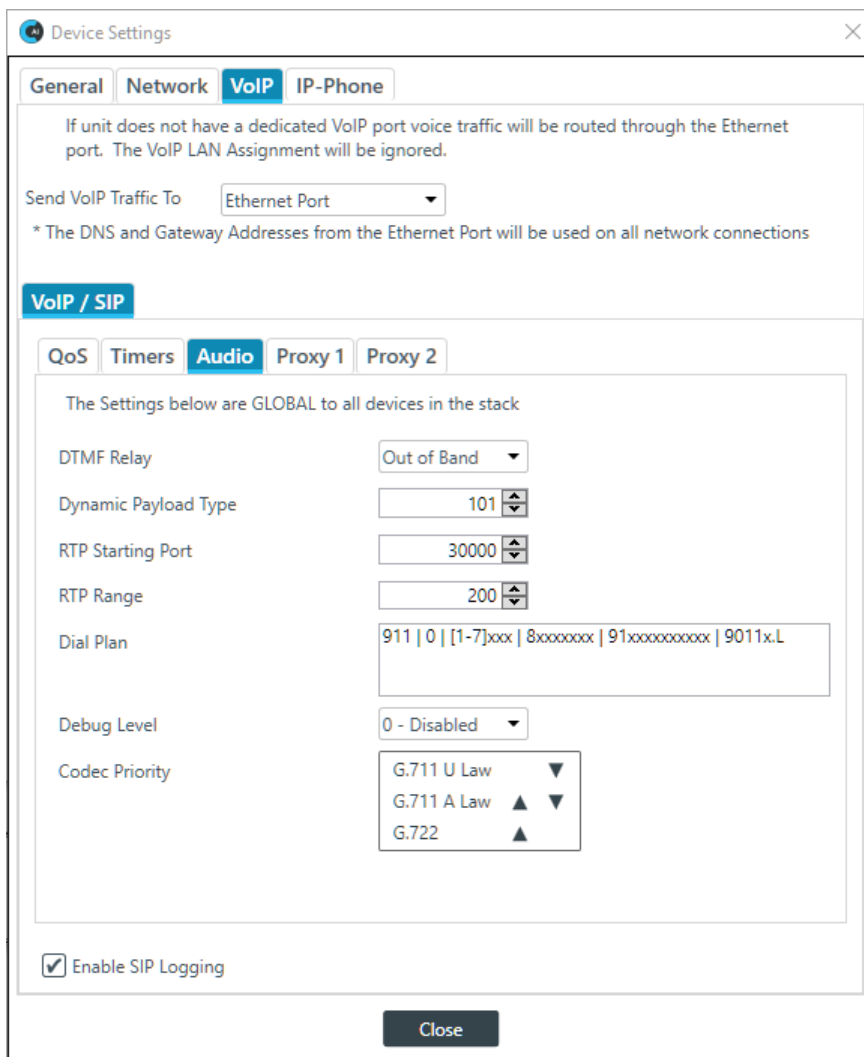 Device Settings
General Network VoIP IP-Phone
If unit does not have a dedicated VoIP port voice traffic will be routed through the Ethernet
port. The VoIP LAN Assignment will be ignored.
Send VoIP Traffic To Ethernet Port
* The DNS and Gateway Addresses from the Ethernet Port will be used on all network connections
VoIP / SIP
QoS Timers Audio Proxy 1 Proxy 2
The Settings below are GLOBAL to all devices in the stack
DTMF Relay Out of Band
Dynamic Payload Type 101
RTP Starting Port 30000
RTP Range 200
Dial Plan 911 | 0 | [1-7]xxx | 8xxxxxxx | 91xxxxxxxxxx | 9011x.L
Debug Level 0 - Disabled
Codec Priority G.711 U Law
G.711 A Law
G.722
Enable SIP Logging
Close